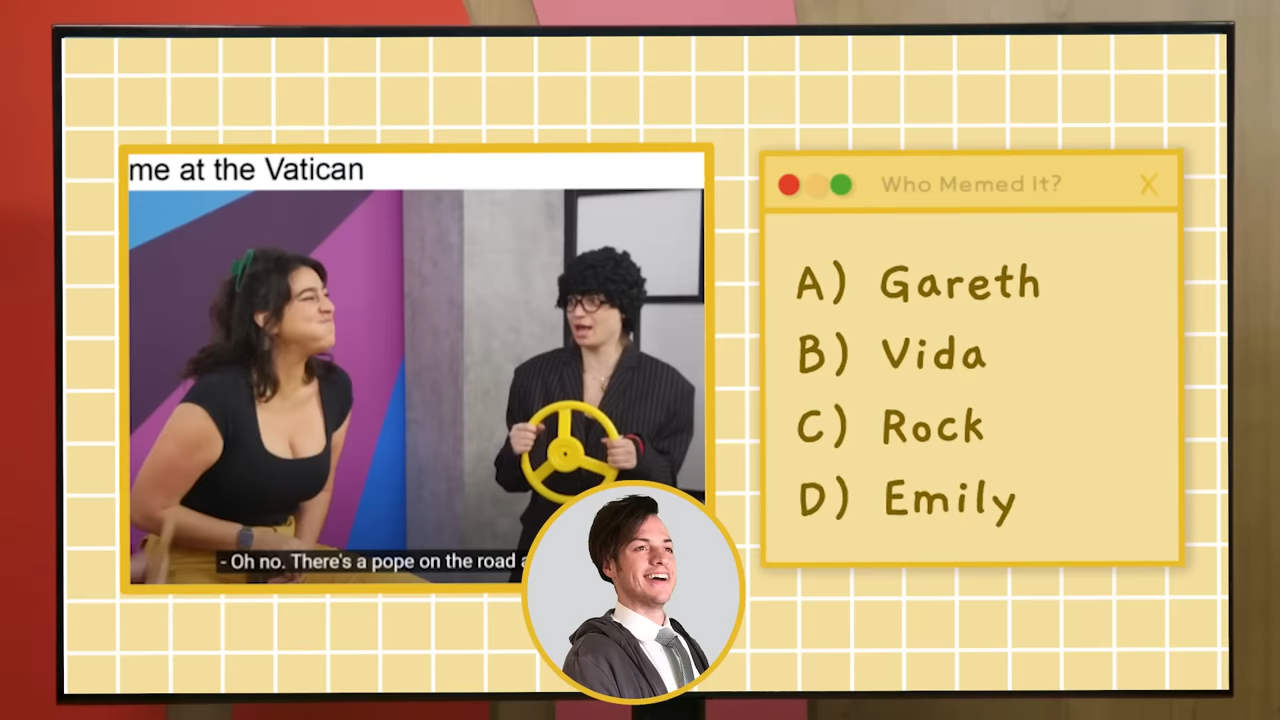 me at the Vatican
- Oh no. There's a pope on the road
Who Memed It?
X
A) Gareth
B) Vida
C) Rock
D) Emily